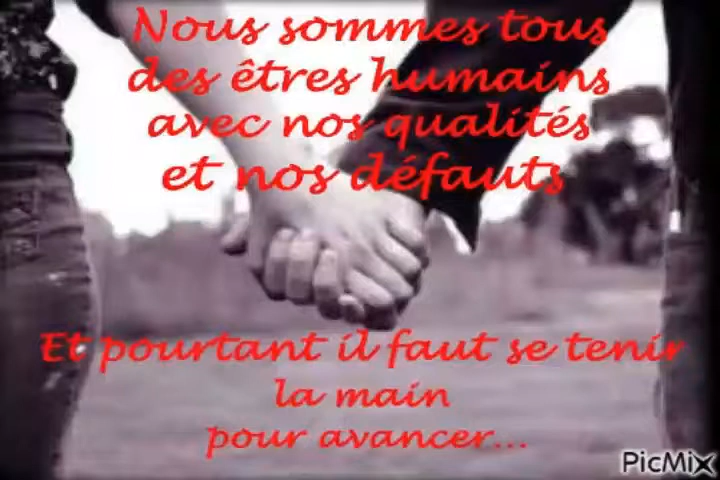 Nous sommes tous
des êtres humains
avec nos qualités
et nos défauts
Et pourtant il faut se tenir
la main
pour avancer...
PicMix